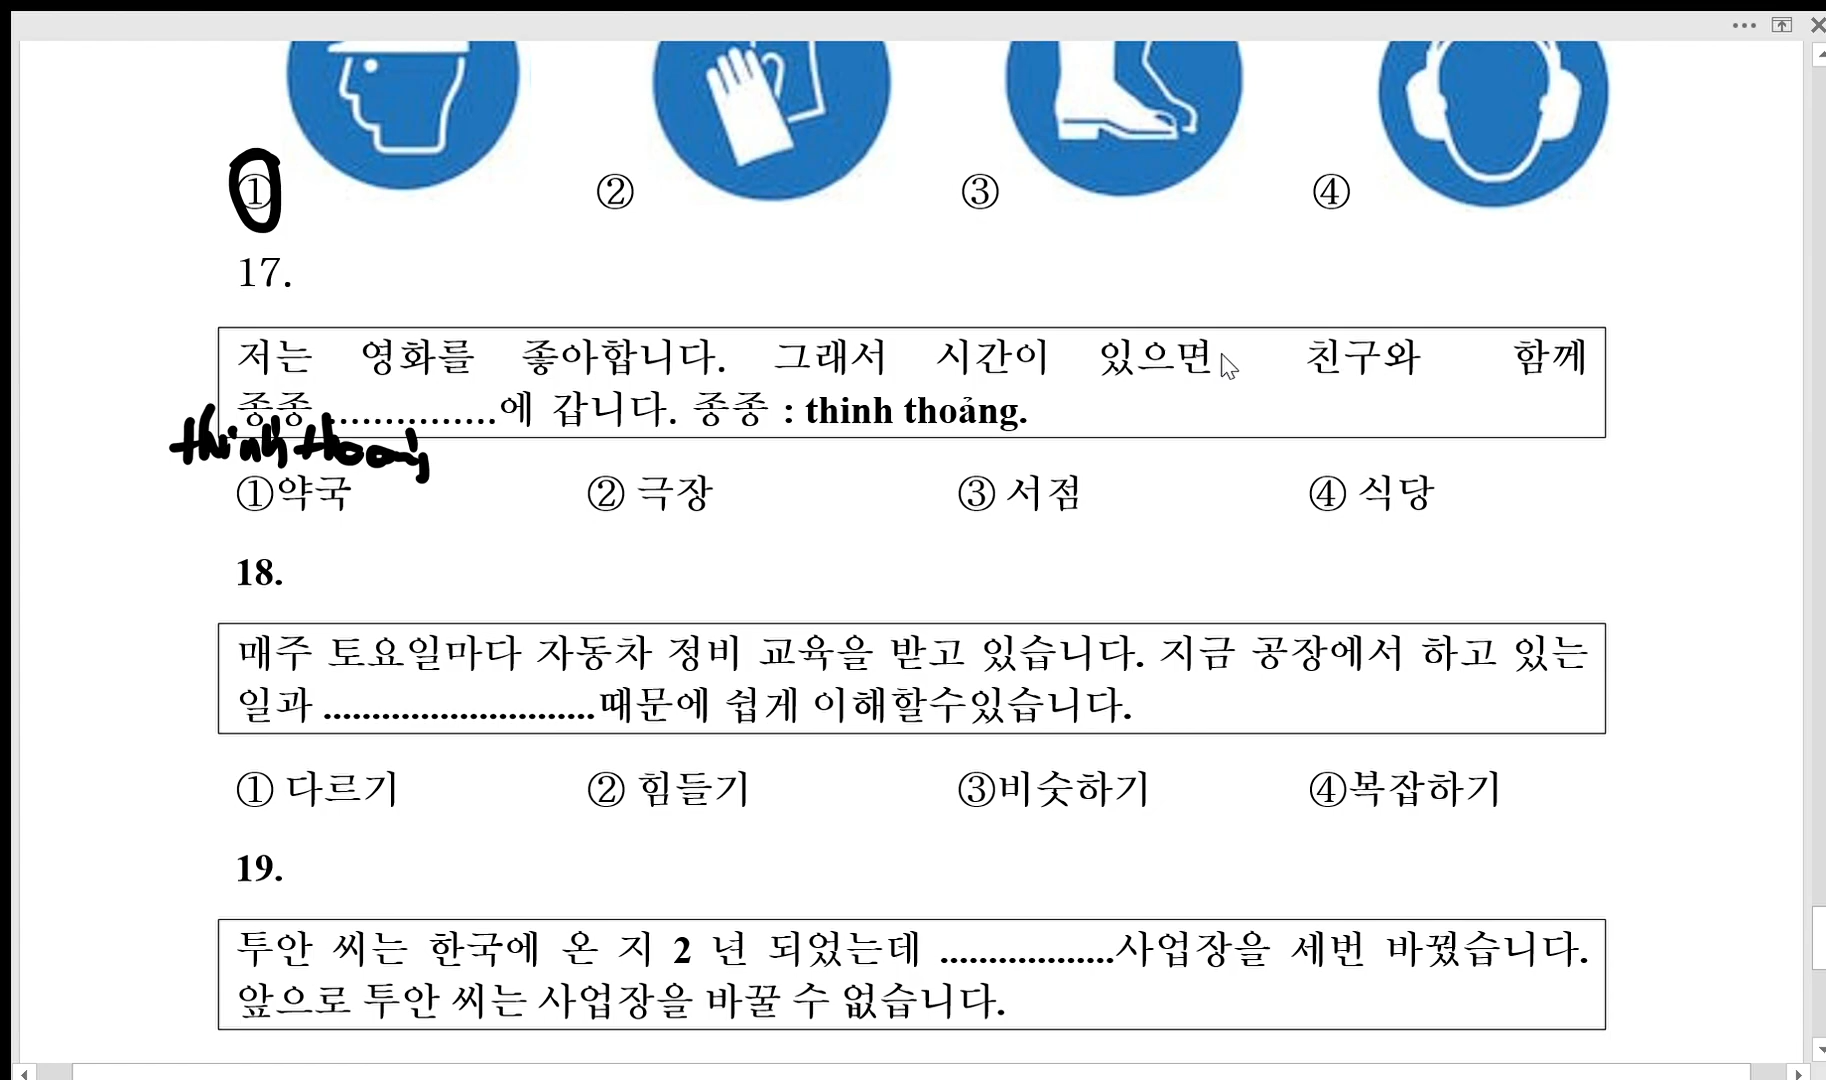 ① ② ③ ④
17.
저는 영화를 좋아합니다. 그래서 시간이 있으면 친구와 함께
종종 ...............에 갑니다. 종종 : thinh thoảng.
thinh thoang
①약국 ② 극장 ③ 서점 ④ 식당
18.
매주 토요일마다 자동차 정비 교육을 받고 있습니다. 지금 공장에서 하고 있는
일과 ............................때문에 쉽게 이해할수있습니다.
① 다르기 ② 힘들기 ③비슷하기 ④복잡하기
19.
투안 씨는 한국에 온 지 2 년 되었는데 ..................사업장을 세번 바꿨습니다.
앞으로 투안 씨는 사업장을 바꿀 수 없습니다.